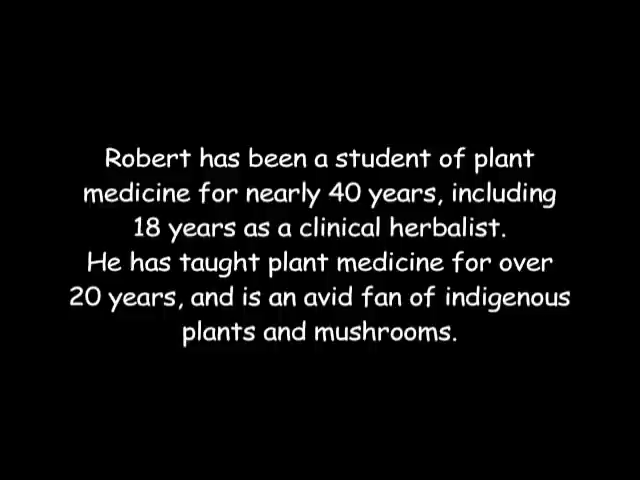 Robert has been a student of plant
medicine for nearly 40 years, including
18 years as a clinical herbalist.
He has taught plant medicine for over
20 years, and is an avid fan of indigenous
plants and mushrooms.